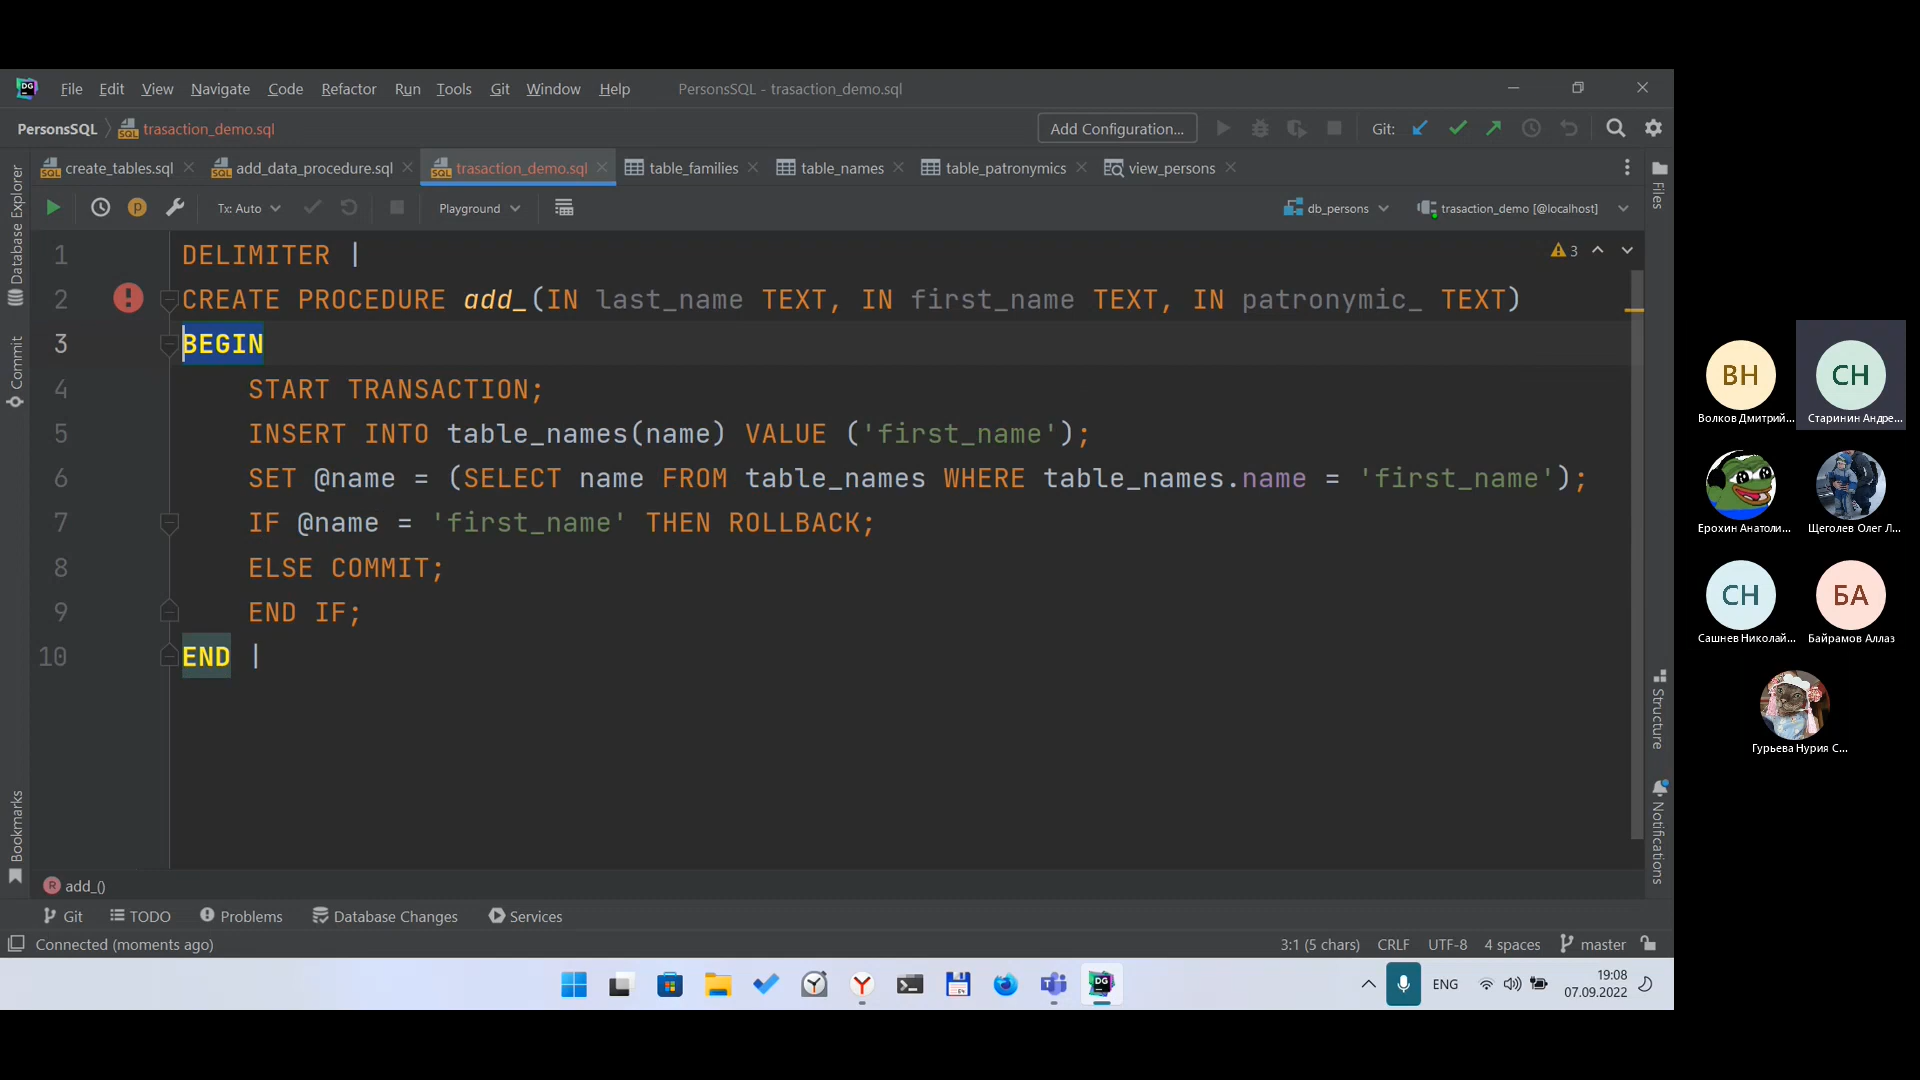 File Edit View Navigate Code Refactor Run Tools Git Window Help PersonsSQL - trasaction_demo.sql
PersonsSQL trasaction_demo.sql Add Configuration... Git:
create_tables.sql add_data_procedure.sql trasaction_demo.sql table_families table_names table_patronymics view_persons
Tx: Auto Playground db_persons trasaction_demo [@localhost]
1 DELIMITER | 3
2 CREATE PROCEDURE add_(IN last_name TEXT, IN first_name TEXT, IN patronymic_ TEXT)
3 BEGIN
4 START TRANSACTION;
5 INSERT INTO table_names(name) VALUE ('first_name');
6 SET @name = (SELECT name FROM table_names WHERE table_names.name = 'first_name');
7 IF @name = 'first_name' THEN ROLLBACK;
8 ELSE COMMIT;
9 END IF;
10 END |
add_()
Git TODO Problems Database Changes Services
Connected (moments ago) 3:1 (5 chars) CRLF UTF-8 4 spaces master
ENG 19:08
07.09.2022
Database Explorer
Commit
Bookmarks
Files
Structure
Notifications
ВН СН
Волков Дмитрий... Старинин Андре...
Ерохин Анатоли... Щеголев Олег Л...
СН БА
Сашнев Николай... Байрамов Аллаз
Гурьева Нурия С...